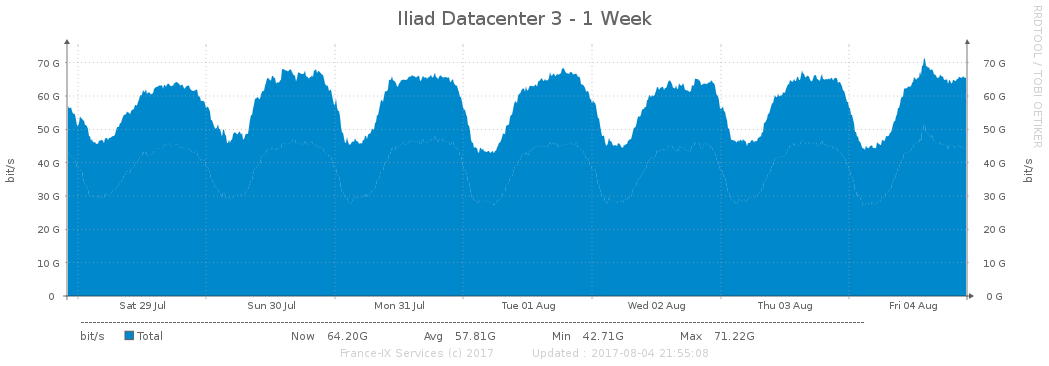 Iliad Datacenter 3 - 1 Week
RRDTOOL / TOBI OETIKER
70 G 70 G
60 G 60 G
50 G 50 G
40 G 40 G
30 G 30 G
20 G 20 G
10 G 10 G
0 0 G
bit/s bit/s
Sat 29 Jul Sun 30 Jul Mon 31 Jul Tue 01 Aug Wed 02 Aug Thu 03 Aug Fri 04 Aug
bit/s Total Now 64.20G Avg 57.81G Min 42.71G Max 71.22G
France-IX Services (c) 2017 Updated : 2017-08-04 21:55:08